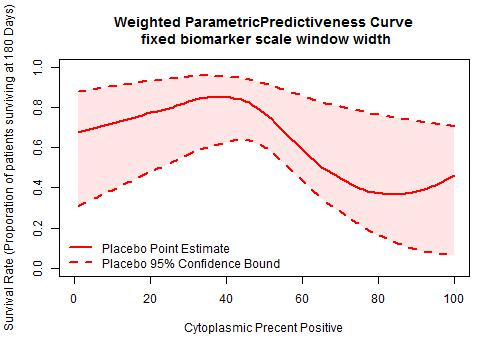 Weighted ParametricPredictiveness Curve
fixed biomarker scale window width
Survival Rate (Proporation of patients surviving at 180 Days)
1.0
0.8
0.6
0.4
0.2
0.0
Placebo Point Estimate
Placebo 95% Confidence Bound
0 20 40 60 80 100
Cytoplasmic Precent Positive